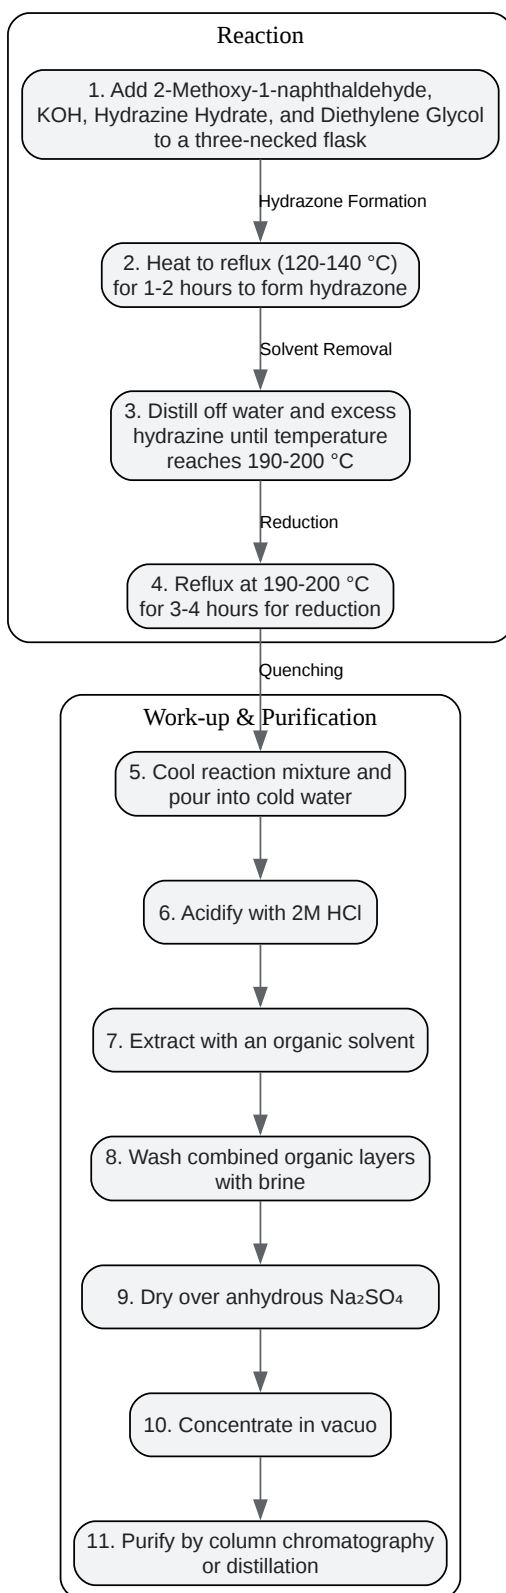 Reaction
1. Add 2-Methoxy-1-naphthaldehyde,
KOH, Hydrazine Hydrate, and Diethylene Glycol
to a three-necked flask
Hydrazone Formation
2. Heat to reflux (120-140 °C)
for 1-2 hours to form hydrazone
Solvent Removal
3. Distill off water and excess
hydrazine until temperature
reaches 190-200 °C
Reduction
4. Reflux at 190-200 °C
for 3-4 hours for reduction
Quenching
Work-up & Purification
5. Cool reaction mixture and
pour into cold water
6. Acidify with 2M HCl
7. Extract with an organic solvent
8. Wash combined organic layers
with brine
9. Dry over anhydrous Na₂SO₄
10. Concentrate in vacuo
11. Purify by column chromatography
or distillation